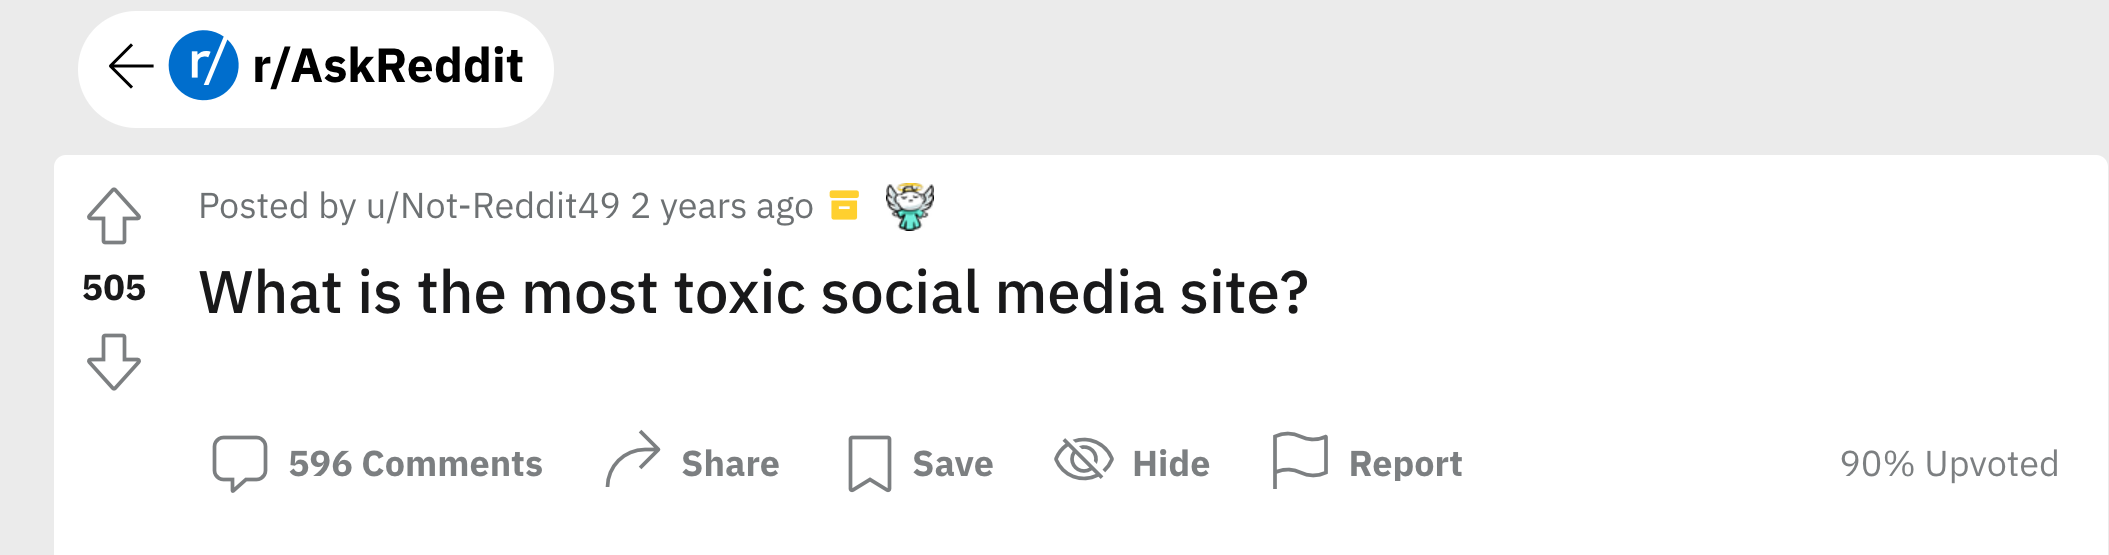 r/ r/AskReddit
Posted by u/Not-Reddit49 2 years ago
505
What is the most toxic social media site?
596 Comments Share Save Hide Report 90% Upvoted